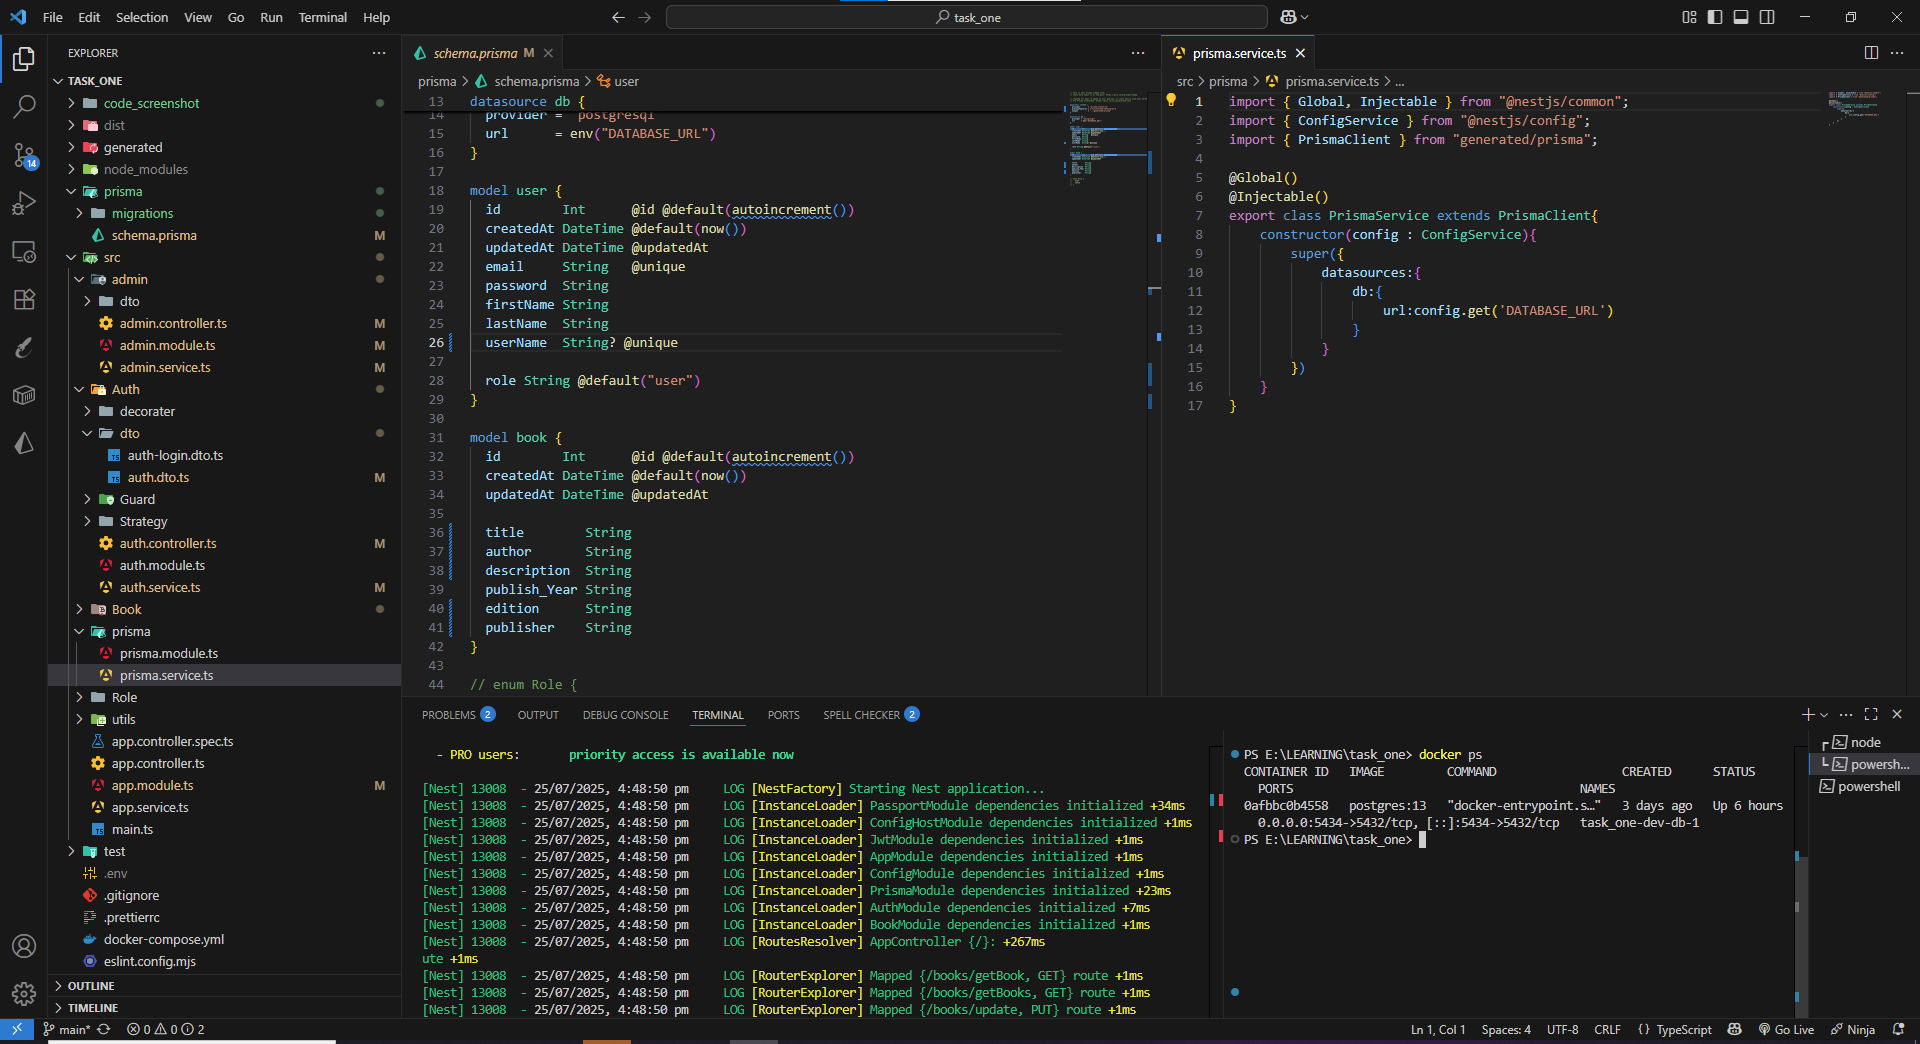 File Edit Selection View Go Run Terminal Help
task_one
EXPLORER
TASK_ONE
code_screenshot
dist
generated
node_modules
prisma
migrations
schema.prisma M
src
admin
dto
admin.controller.ts M
admin.module.ts M
admin.service.ts M
Auth
decorater
dto
auth-login.dto.ts
auth.dto.ts M
Guard
Strategy
auth.controller.ts M
auth.module.ts
auth.service.ts M
Book
prisma
prisma.module.ts
prisma.service.ts
Role
utils
app.controller.spec.ts
app.controller.ts
app.module.ts M
app.service.ts
main.ts
test
.env
.gitignore
.prettierrc
docker-compose.yml
eslint.config.mjs
OUTLINE
TIMELINE
14
schema.prisma M
prisma > schema.prisma > user
13 datasource db {
14 provider = "postgresql"
15 url = env("DATABASE_URL")
16 }
17
18 model user {
19 id Int @id @default(autoincrement())
20 createdAt DateTime @default(now())
21 updatedAt DateTime @updatedAt
22 email String @unique
23 password String
24 firstName String
25 lastName String
26 userName String? @unique
27
28 role String @default("user")
29 }
30
31 model book {
32 id Int @id @default(autoincrement())
33 createdAt DateTime @default(now())
34 updatedAt DateTime @updatedAt
35
36 title String
37 author String
38 description String
39 publish_Year String
40 edition String
41 publisher String
42 }
43
44 // enum Role {
prisma.service.ts
src > prisma > prisma.service.ts > ...
1 import { Global, Injectable } from "@nestjs/common";
2 import { ConfigService } from "@nestjs/config";
3 import { PrismaClient } from "generated/prisma";
4
5 @Global()
6 @Injectable()
7 export class PrismaService extends PrismaClient{
8 constructor(config : ConfigService){
9 super({
10 datasources:{
11 db:{
12 url:config.get('DATABASE_URL')
13 }
14 }
15 })
16 }
17 }
PROBLEMS 2 OUTPUT DEBUG CONSOLE TERMINAL PORTS SPELL CHECKER 2
- PRO users: priority access is available now
[Nest] 13008 - 25/07/2025, 4:48:50 pm LOG [NestFactory] Starting Nest application...
[Nest] 13008 - 25/07/2025, 4:48:50 pm LOG [InstanceLoader] PassportModule dependencies initialized +34ms
[Nest] 13008 - 25/07/2025, 4:48:50 pm LOG [InstanceLoader] ConfigHostModule dependencies initialized +1ms
[Nest] 13008 - 25/07/2025, 4:48:50 pm LOG [InstanceLoader] JwtModule dependencies initialized +1ms
[Nest] 13008 - 25/07/2025, 4:48:50 pm LOG [InstanceLoader] AppModule dependencies initialized +1ms
[Nest] 13008 - 25/07/2025, 4:48:50 pm LOG [InstanceLoader] ConfigModule dependencies initialized +1ms
[Nest] 13008 - 25/07/2025, 4:48:50 pm LOG [InstanceLoader] PrismaModule dependencies initialized +23ms
[Nest] 13008 - 25/07/2025, 4:48:50 pm LOG [InstanceLoader] AuthModule dependencies initialized +7ms
[Nest] 13008 - 25/07/2025, 4:48:50 pm LOG [InstanceLoader] BookModule dependencies initialized +1ms
[Nest] 13008 - 25/07/2025, 4:48:50 pm LOG [RoutesResolver] AppController {/}: +267ms
ute +1ms
[Nest] 13008 - 25/07/2025, 4:48:50 pm LOG [RouterExplorer] Mapped {/books/getBook, GET} route +1ms
[Nest] 13008 - 25/07/2025, 4:48:50 pm LOG [RouterExplorer] Mapped {/books/getBooks, GET} route +1ms
[Nest] 13008 - 25/07/2025, 4:48:50 pm LOG [RouterExplorer] Mapped {/books/update, PUT} route +1ms
PS E:\LEARNING\task_one> docker ps
CONTAINER ID IMAGE COMMAND CREATED STATUS
PORTS NAMES
0afbbc0b4558 postgres:13 "docker-entrypoint.s…" 3 days ago Up 6 hours
0.0.0.0:5434->5432/tcp, [::]:5434->5432/tcp task_one-dev-db-1
PS E:\LEARNING\task_one>
node
powersh...
powershell
main* 0 0 2
Ln 1, Col 1 Spaces: 4 UTF-8 CRLF {} TypeScript Go Live Ninja